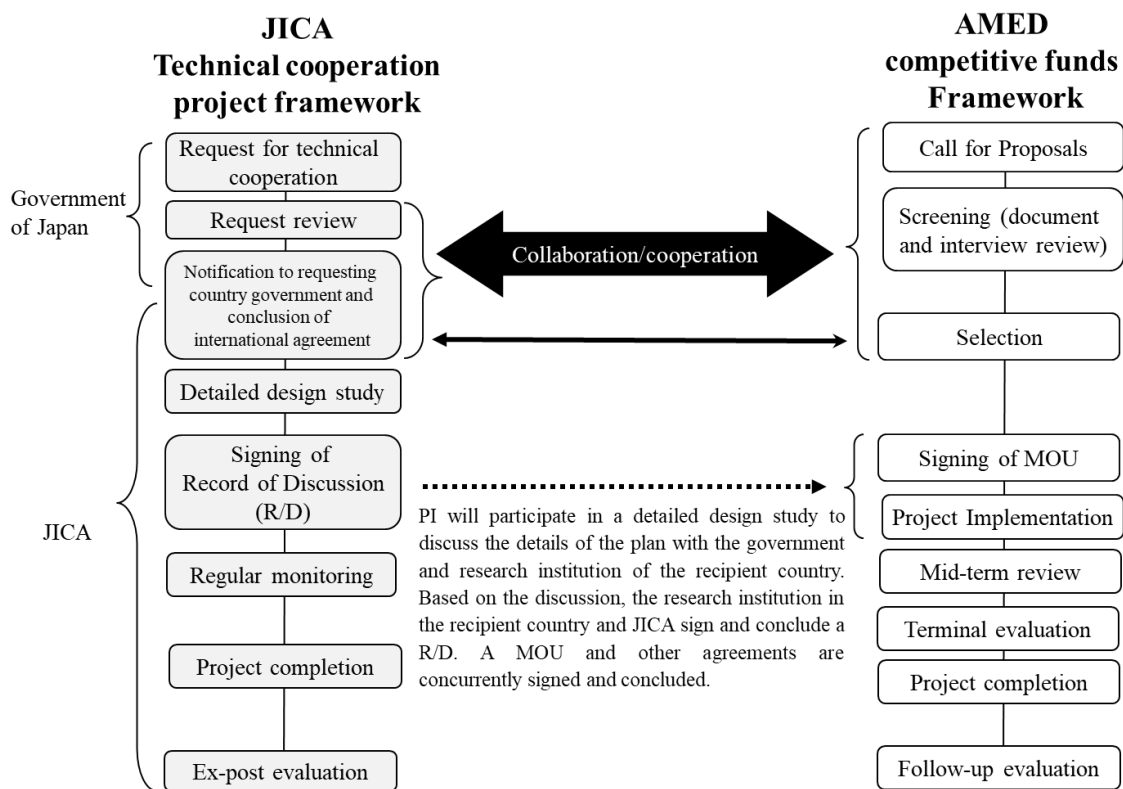 JICA
Technical cooperation
project framework
Government
of Japan
JICA
Request for technical
cooperation
Request review
Notification to requesting
country government and
conclusion of
international agreement
Detailed design study
Signing of
Record of Discussion
(R/D)
Regular monitoring
Project completion
Ex-post evaluation
Collaboration/cooperation
PI will participate in a detailed design study to
discuss the details of the plan with the government
and research institution of the recipient country.
Based on the discussion, the research institution in
the recipient country and JICA sign and conclude a
R/D. A MOU and other agreements are
concurrently signed and concluded.
AMED
competitive funds
Framework
Call for Proposals
Screening (document
and interview review)
Selection
Signing of MOU
Project Implementation
Mid-term review
Terminal evaluation
Project completion
Follow-up evaluation